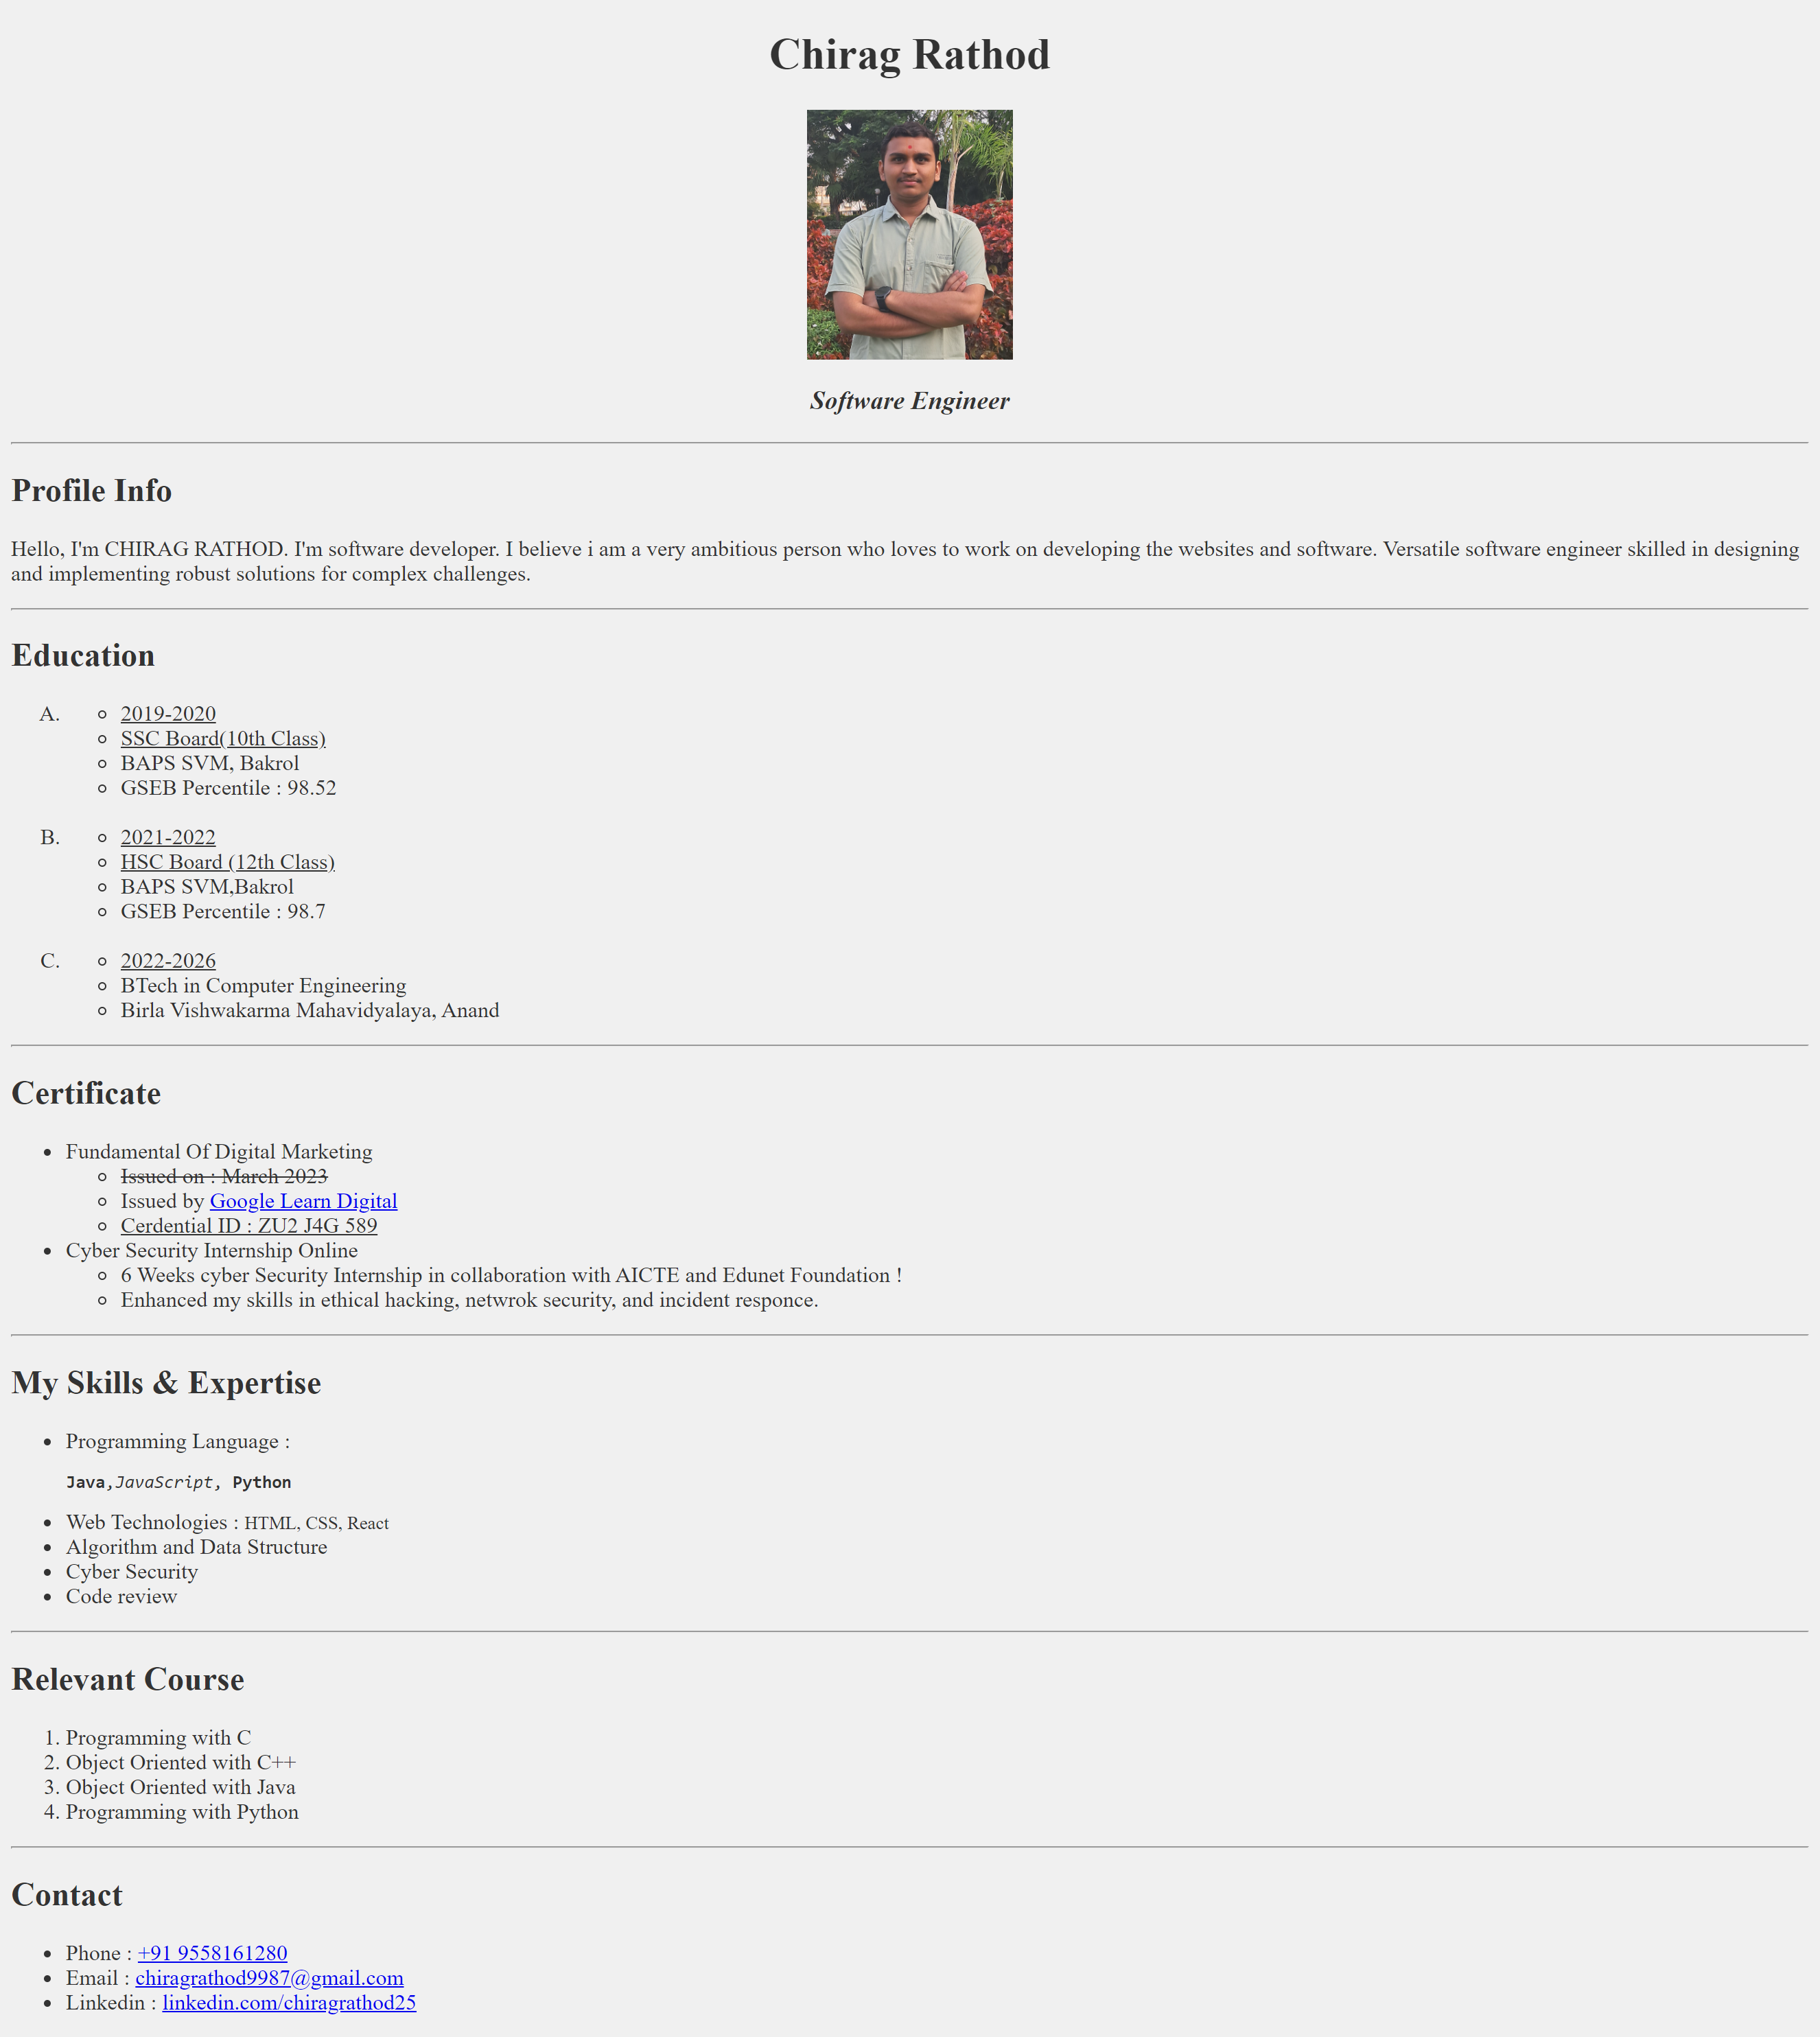 Chirag Rathod
Software Engineer
Profile Info
Hello, I'm CHIRAG RATHOD. I'm software developer. I believe i am a very ambitious person who loves to work on developing the websites and software. Versatile software engineer skilled in designing
and implementing robust solutions for complex challenges.
Education
A. 2019-2020
SSC Board(10th Class)
BAPS SVM, Bakrol
GSEB Percentile : 98.52
B. 2021-2022
HSC Board (12th Class)
BAPS SVM,Bakrol
GSEB Percentile : 98.7
C. 2022-2026
BTech in Computer Engineering
Birla Vishwakarma Mahavidyalaya, Anand
Certificate
Fundamental Of Digital Marketing
Issued on : March 2023
Issued by Google Learn Digital
Cerdential ID : ZU2 J4G 589
Cyber Security Internship Online
6 Weeks cyber Security Internship in collaboration with AICTE and Edunet Foundation !
Enhanced my skills in ethical hacking, netwrok security, and incident responce.
My Skills & Expertise
Programming Language :
Java,JavaScript, Python
Web Technologies : HTML, CSS, React
Algorithm and Data Structure
Cyber Security
Code review
Relevant Course
1. Programming with C
2. Object Oriented with C++
3. Object Oriented with Java
4. Programming with Python
Contact
Phone : +91 9558161280
Email : chiragrathod9987@gmail.com
Linkedin : linkedin.com/chiragrathod25